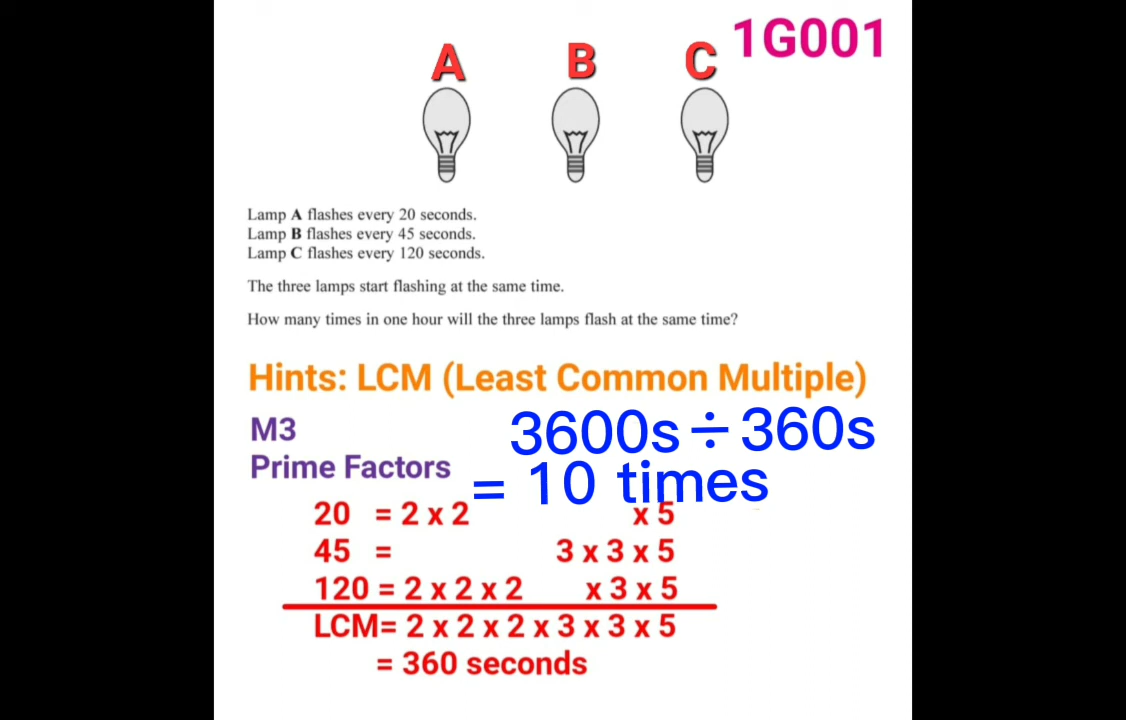 1G001
A B C
Lamp A flashes every 20 seconds.
Lamp B flashes every 45 seconds.
Lamp C flashes every 120 seconds.
The three lamps start flashing at the same time.
How many times in one hour will the three lamps flash at the same time?
Hints: LCM (Least Common Multiple)
M3
Prime Factors
3600s ÷ 360s
= 10 times
20 = 2 x 2 x 5
45 = 3 x 3 x 5
120 = 2 x 2 x 2 x 3 x 5
LCM= 2 x 2 x 2 x 3 x 3 x 5
= 360 seconds